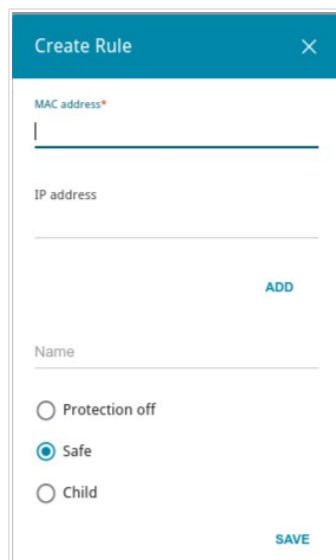 Create Rule
MAC address*
IP address
ADD
Name
Protection off
Safe
Child
SAVE